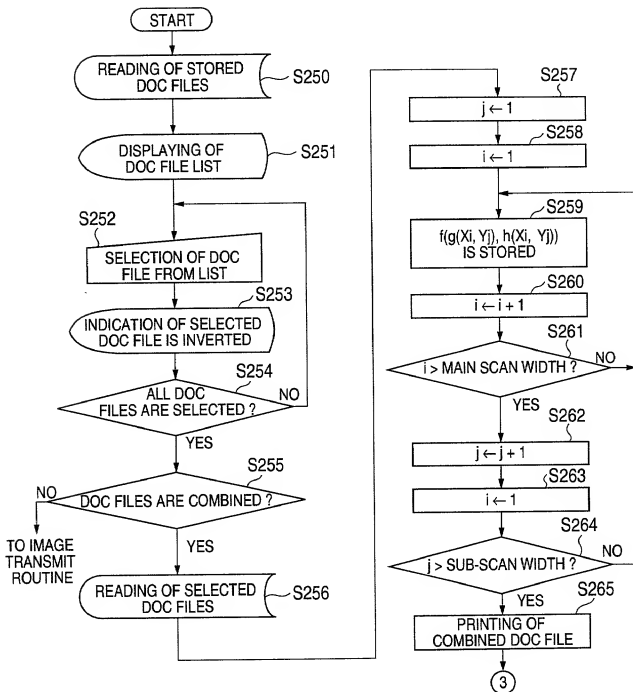 START
READING OF STORED
DOC FILES
S250
DISPLAYING OF
DOC FILE LIST
S251
S252
SELECTION OF DOC
FILE FROM LIST
S253
INDICATION OF SELECTED
DOC FILE IS INVERTED
S254
ALL DOC
FILES ARE SELECTED ?
NO
YES
S255
DOC FILES ARE COMBINED ?
NO
TO IMAGE
TRANSMIT
ROUTINE
YES
READING OF SELECTED
DOC FILES
S256
S257
j ← 1
S258
i ← 1
S259
f(g(Xi, Yj), h(Xi, Yj))
IS STORED
S260
i ← i + 1
S261
i > MAIN SCAN WIDTH ?
NO
YES
S262
j ← j + 1
S263
i ← 1
S264
j > SUB-SCAN WIDTH ?
NO
YES
S265
PRINTING OF
COMBINED DOC FILE
3